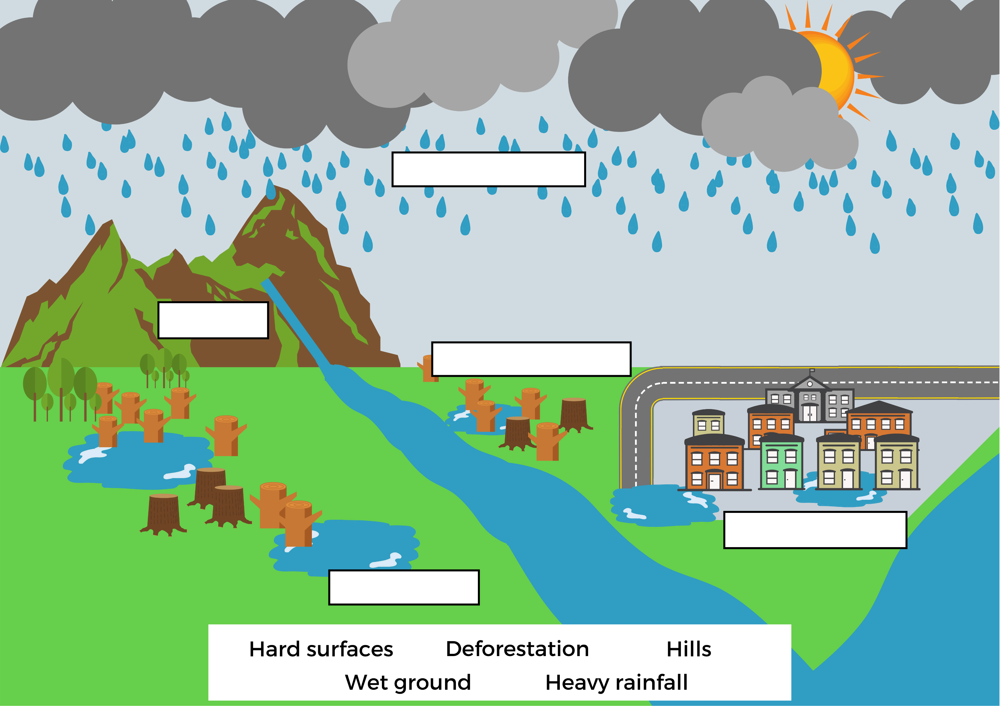 Hard surfaces Deforestation Hills
Wet ground Heavy rainfall